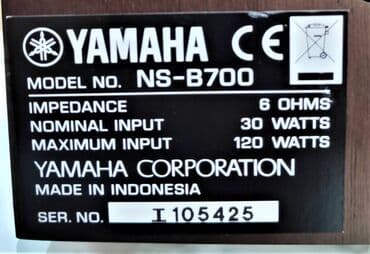 YAMAHA CE
MODEL NO. NS-B700
IMPEDANCE 6 OHMS
NOMINAL INPUT 30 WATTS
MAXIMUM INPUT 120 WATTS
YAMAHA CORPORATION
MADE IN INDONESIA
SER. NO. I 105425